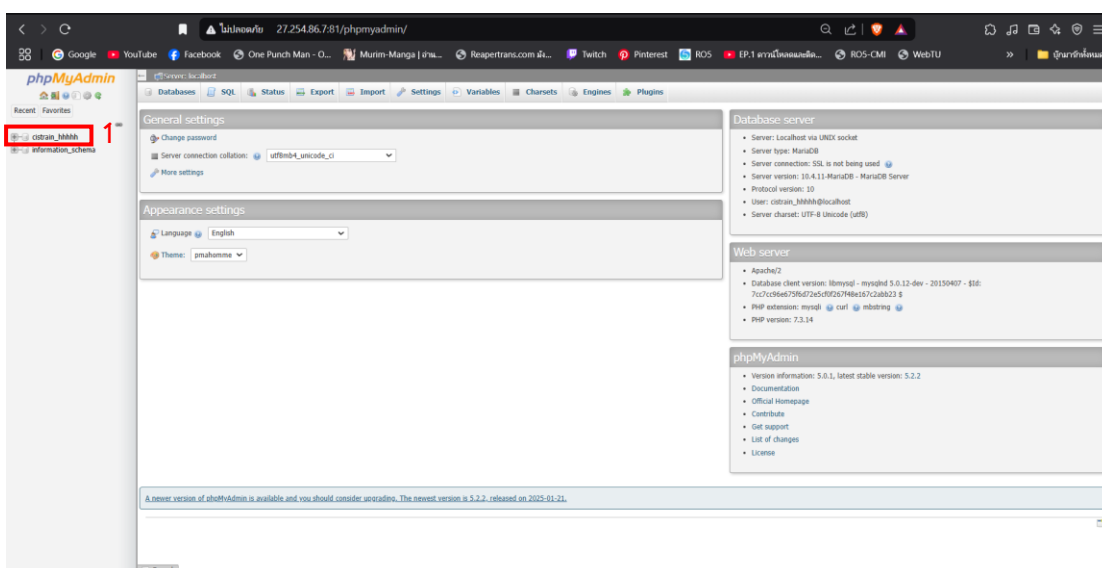 ไม่ปลอดภัย 27.254.86.7:81/phpmyadmin/
Google YouTube Facebook One Punch Man - O... Murim-Manga | อ่าน... Reapertrans.com มัง... Twitch Pinterest ROS EP.1 ROS-CMI WebTU »
phpMyAdmin
Recent Favorites
cistrain_hhhhh 1
information_schema
Server: localhost
Databases SQL Status Export Import Settings Variables Charsets Engines Plugins
General settings
Change password
Server connection collation: utf8mb4_unicode_ci
More settings
Appearance settings
Language English
Theme: pmahomme
Database server
• Server: Localhost via UNIX socket
• Server type: MariaDB
• Server connection: SSL is not being used
• Server version: 10.4.11-MariaDB - MariaDB Server
• Protocol version: 10
• User: cistrain_hhhhh@localhost
• Server charset: UTF-8 Unicode (utf8)
Web server
• Apache/2
• Database client version: libmysql - mysqlnd 5.0.12-dev - 20150407 - $Id:
7cc7cc96e675f6d72e5cf0f267f48e167c2abb23 $
• PHP extension: mysqli curl mbstring
• PHP version: 7.3.14
phpMyAdmin
• Version information: 5.0.1, latest stable version: 5.2.2
• Documentation
• Official Homepage
• Contribute
• Get support
• List of changes
• License
A newer version of phpMyAdmin is available and you should consider upgrading. The newest version is 5.2.2, released on 2025-01-21.